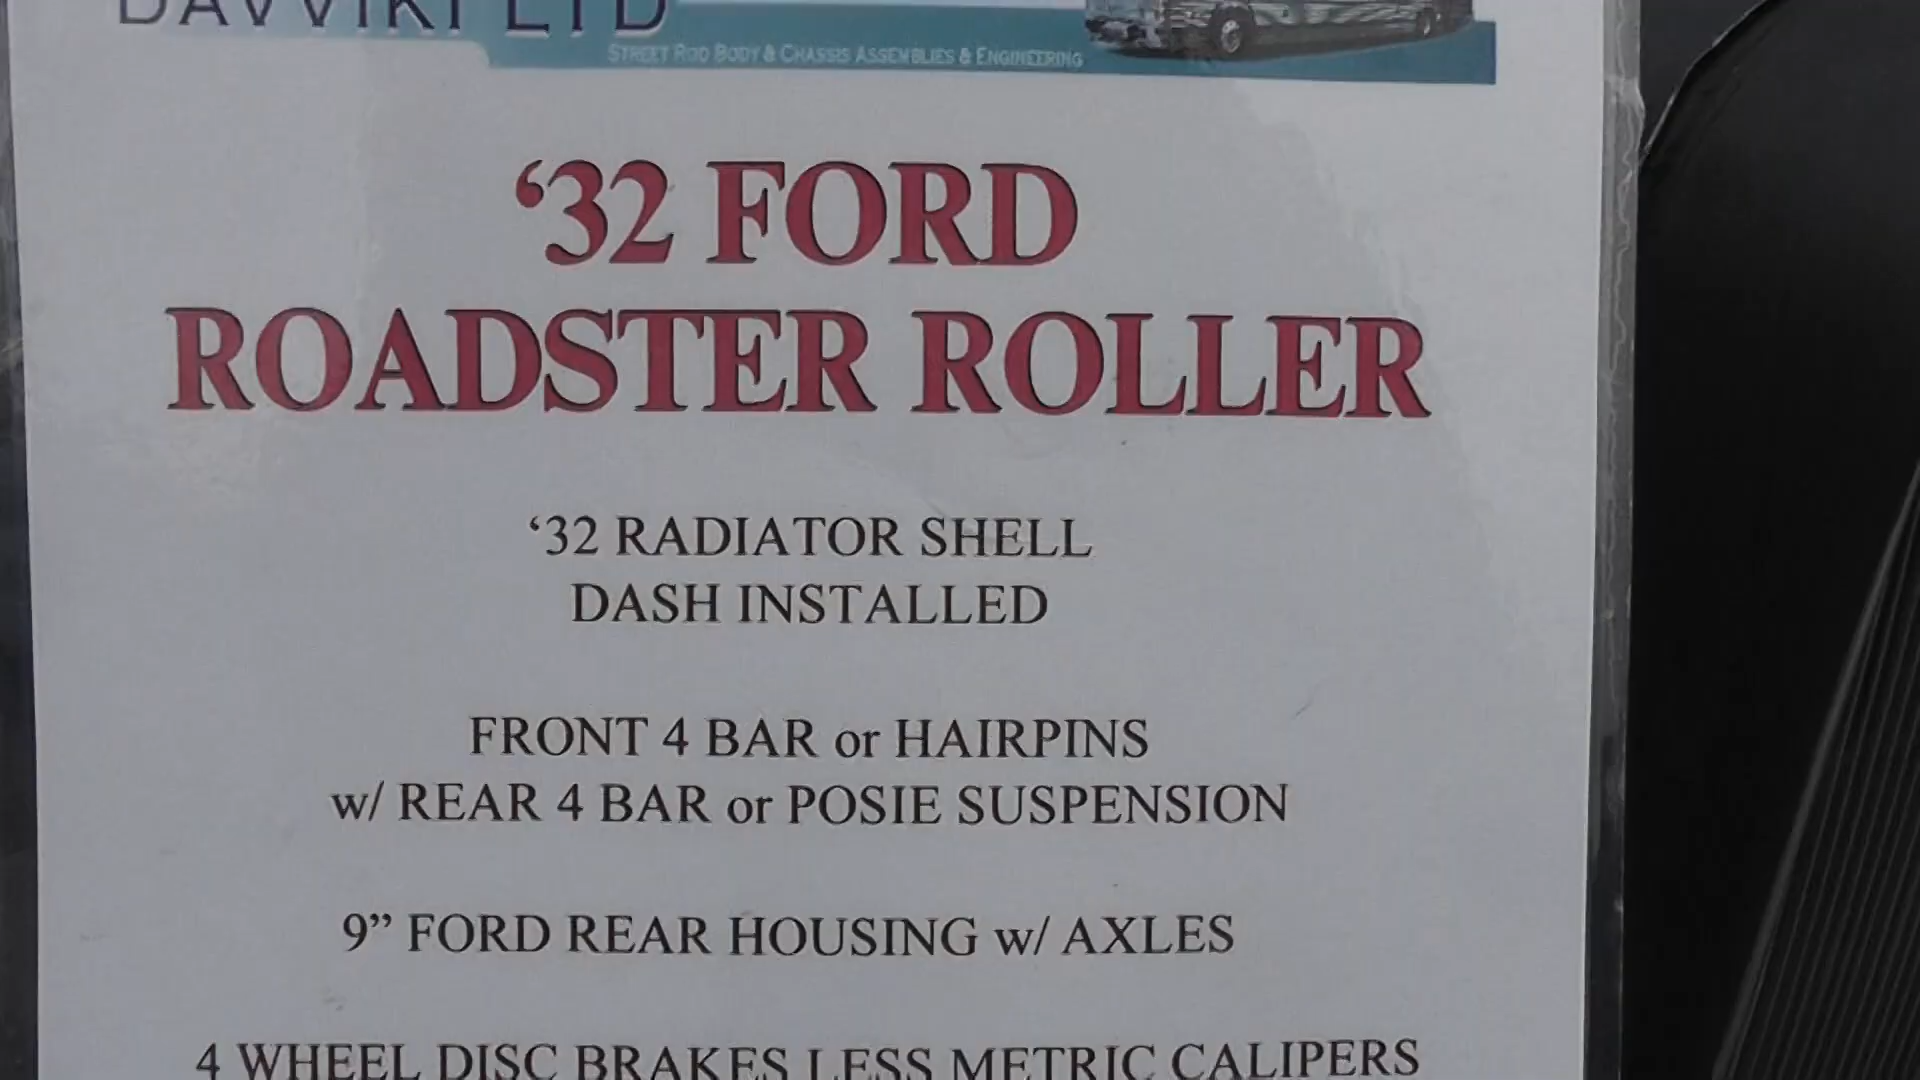 DAVVIKI LTD
STREET ROD BODY & CHASSIS ASSEMBLIES & ENGINEERING
‘32 FORD
ROADSTER ROLLER
‘32 RADIATOR SHELL
DASH INSTALLED
FRONT 4 BAR or HAIRPINS
w/ REAR 4 BAR or POSIE SUSPENSION
9” FORD REAR HOUSING w/ AXLES
4 WHEEL DISC BRAKES LESS METRIC CALIPERS